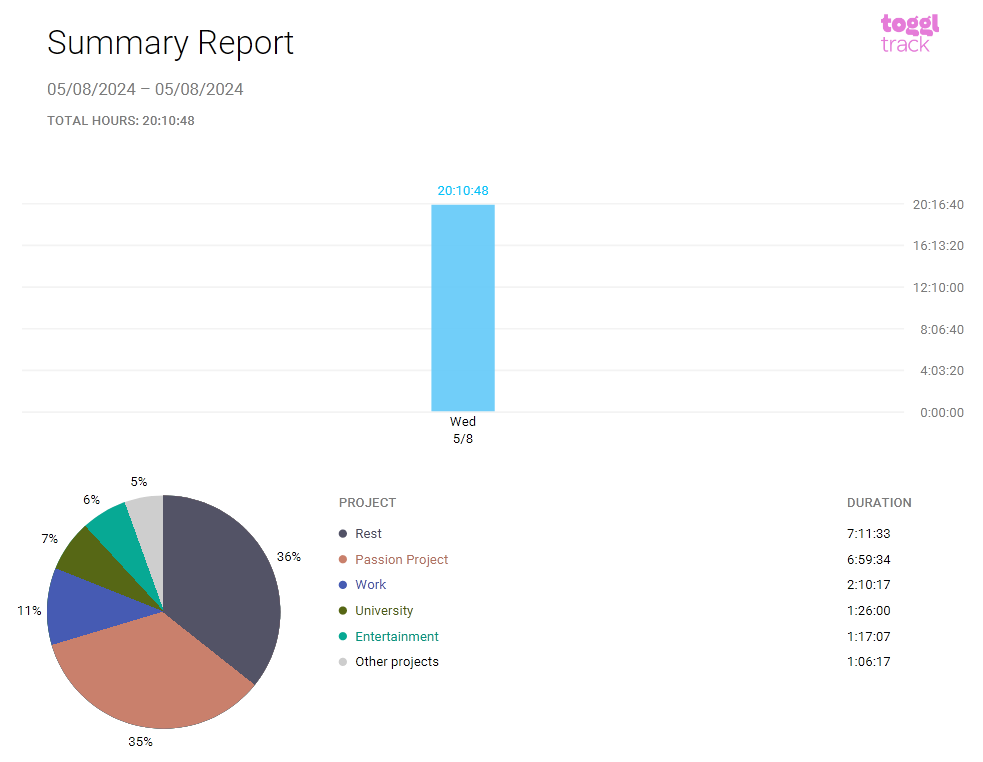 toggl
track
Summary Report
05/08/2024 – 05/08/2024
TOTAL HOURS: 20:10:48
20:10:48
20:16:40
16:13:20
12:10:00
8:06:40
4:03:20
0:00:00
Wed
5/8
5%
6%
7%
11%
36%
35%
PROJECT DURATION
Rest 7:11:33
Passion Project 6:59:34
Work 2:10:17
University 1:26:00
Entertainment 1:17:07
Other projects 1:06:17